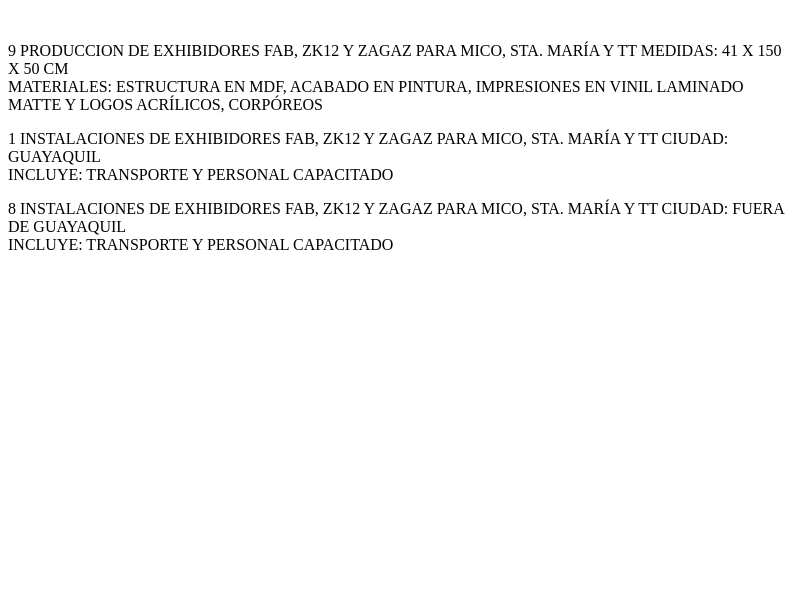 9 PRODUCCION DE EXHIBIDORES FAB, ZK12 Y ZAGAZ PARA MICO, STA. MARÍA Y TT MEDIDAS: 41 X 150
X 50 CM
MATERIALES: ESTRUCTURA EN MDF, ACABADO EN PINTURA, IMPRESIONES EN VINIL LAMINADO
MATTE Y LOGOS ACRÍLICOS, CORPÓREOS
1 INSTALACIONES DE EXHIBIDORES FAB, ZK12 Y ZAGAZ PARA MICO, STA. MARÍA Y TT CIUDAD:
GUAYAQUIL
INCLUYE: TRANSPORTE Y PERSONAL CAPACITADO
8 INSTALACIONES DE EXHIBIDORES FAB, ZK12 Y ZAGAZ PARA MICO, STA. MARÍA Y TT CIUDAD: FUERA
DE GUAYAQUIL
INCLUYE: TRANSPORTE Y PERSONAL CAPACITADO